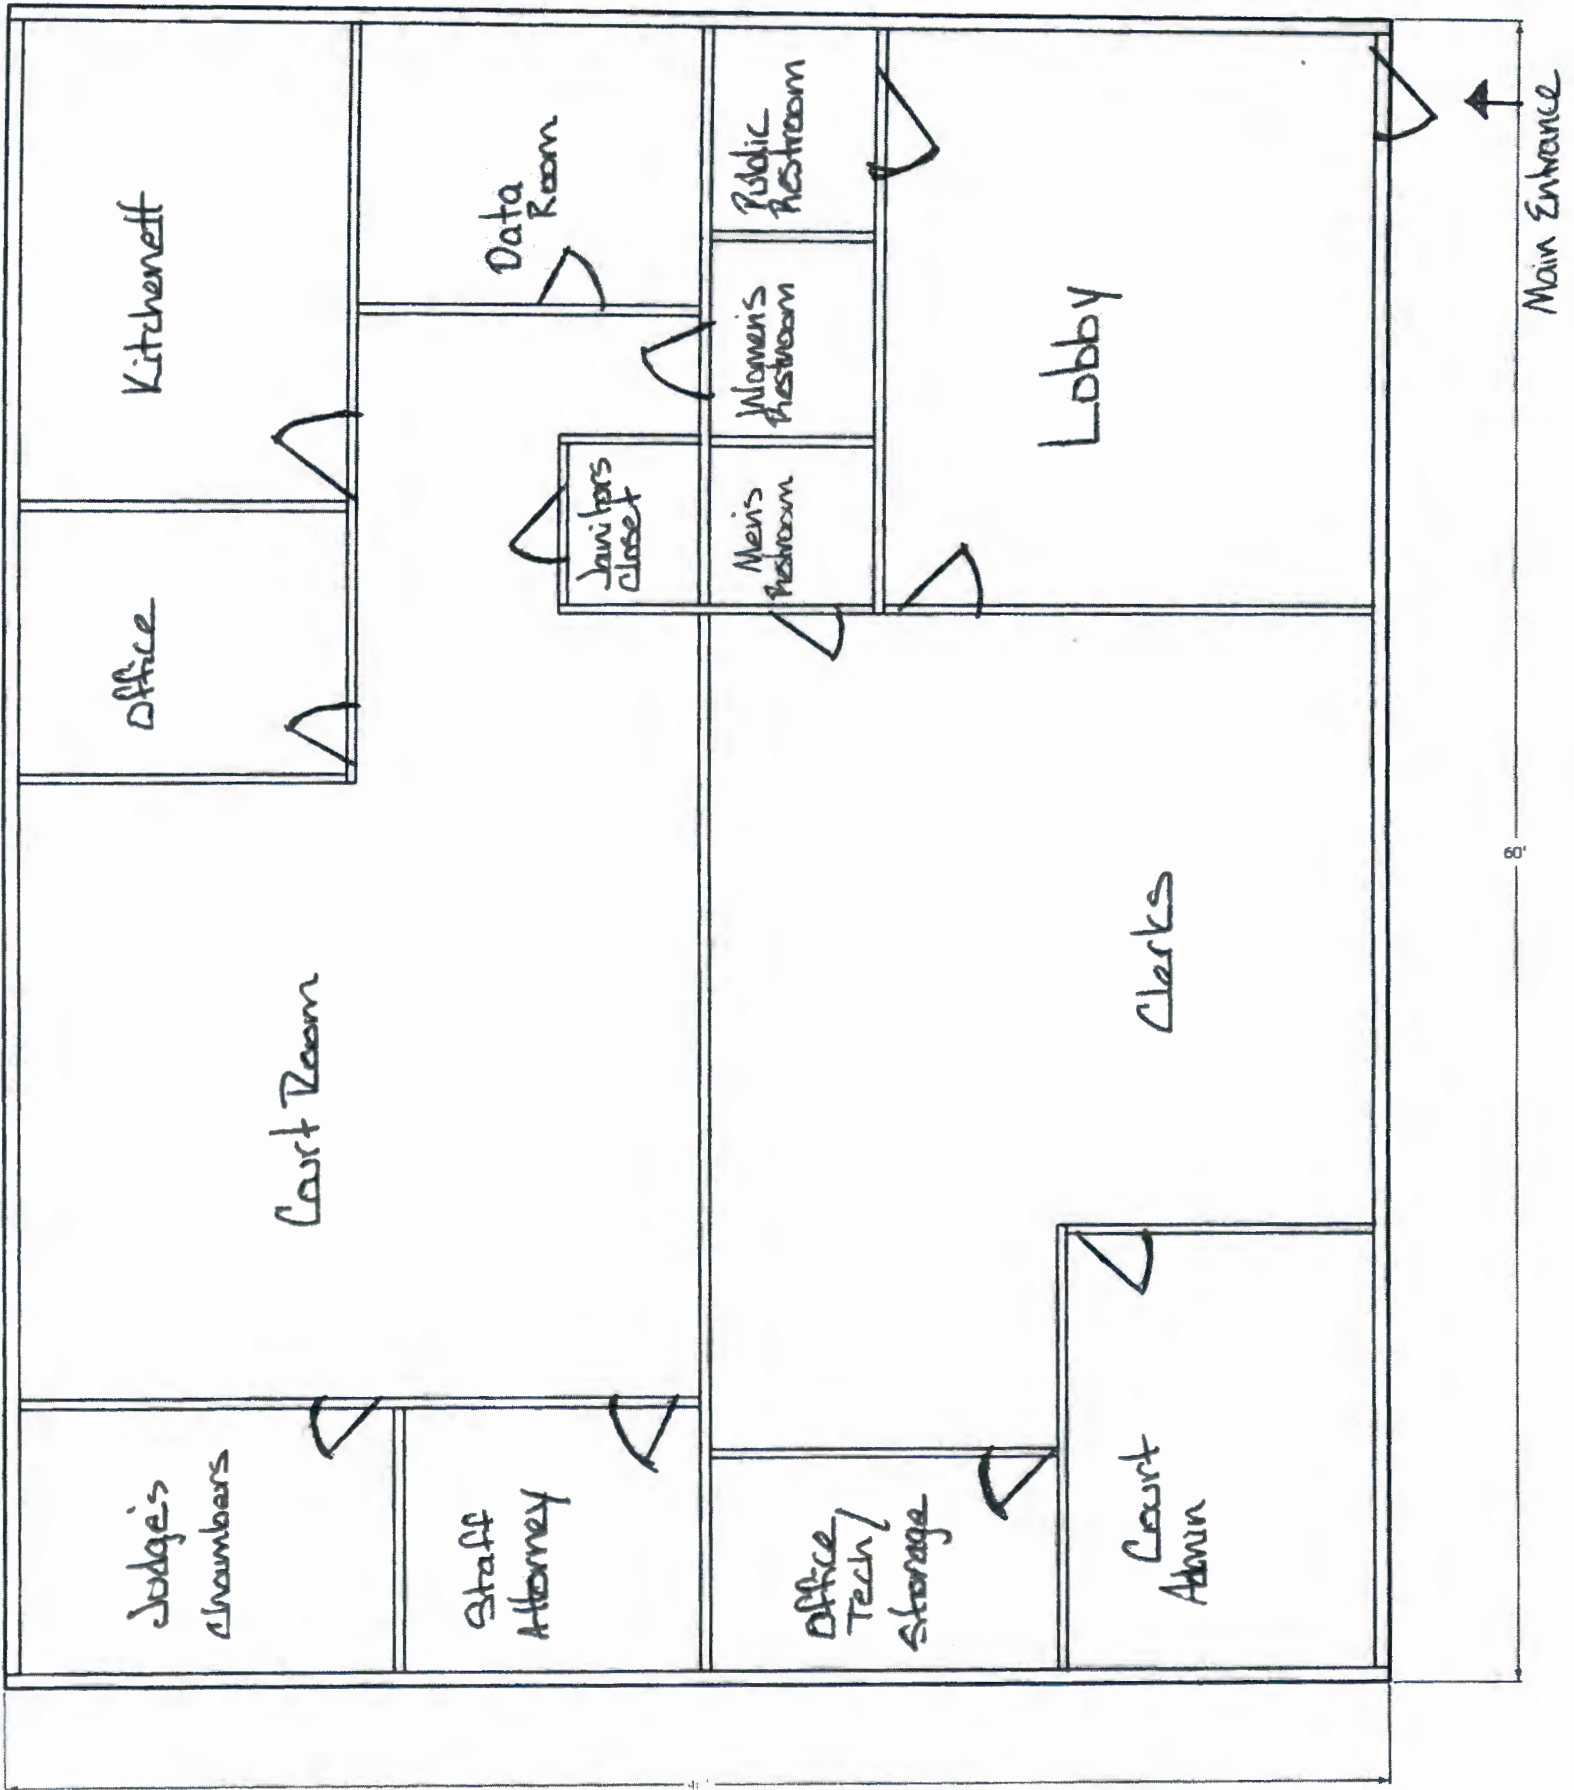 Kitchenett
Office
Court Room
Judge's
Chambers
Data
Room
Staff
Attorney
Janitors
Closet
Public
Restroom
Women's
Restroom
Men's
Restroom
Lobby
Clerks
Office
Tech/
Storage
Court
Admin
Main Entrance
60'